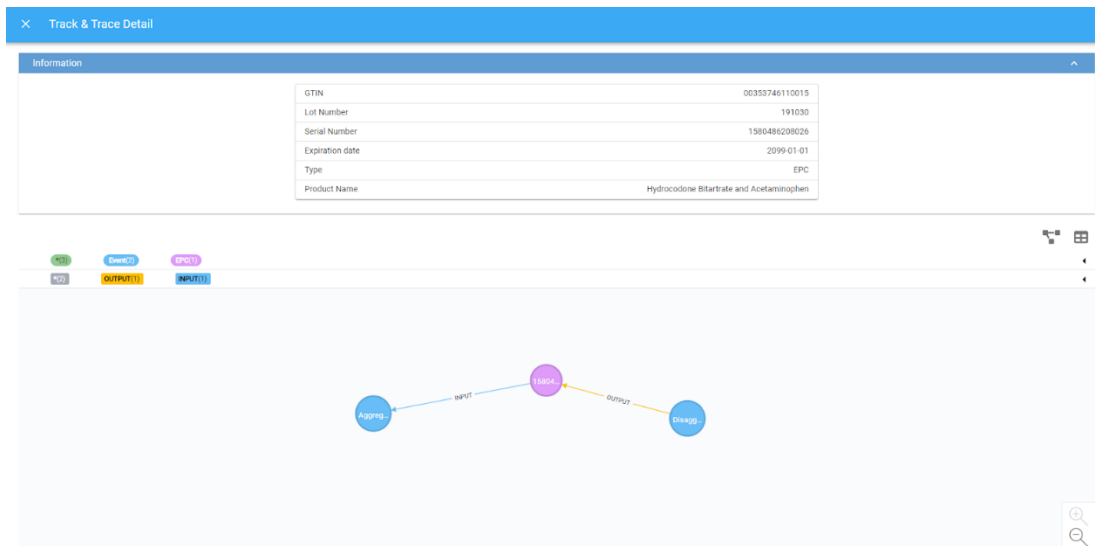 × Track & Trace Detail
Information
GTIN 00353746110015
Lot Number 191030
Serial Number 1580486208026
Expiration date 2099-01-01
Type EPC
Product Name Hydrocodone Bitartrate and Acetaminophen
*(3) Event(2) EPC(1)
*(2) OUTPUT(1) INPUT(1)
15804...
INPUT
OUTPUT
Aggreg...
Disagg...